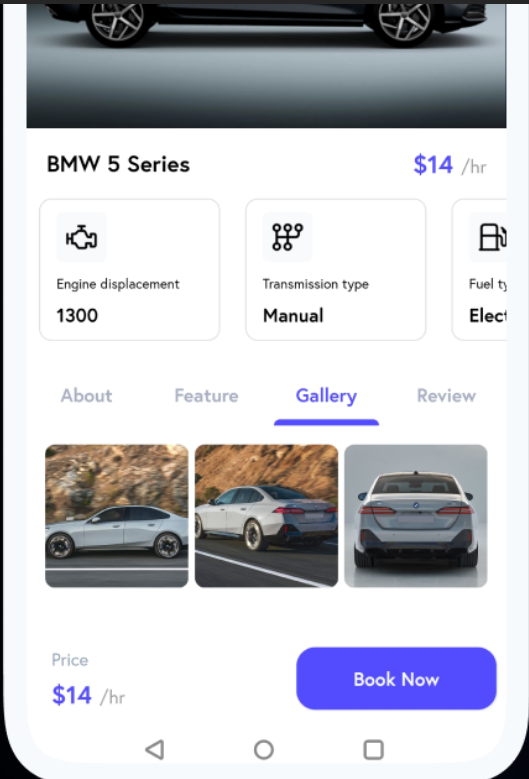 BMW 5 Series
$14 /hr
Engine displacement
1300
Transmission type
Manual
Fuel ty
Elect
About Feature Gallery Review
Price
$14 /hr
Book Now